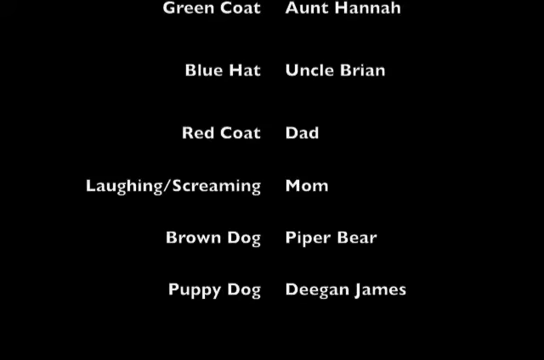 Green Coat Aunt Hannah
Blue Hat Uncle Brian
Red Coat Dad
Laughing/Screaming Mom
Brown Dog Piper Bear
Puppy Dog Deegan James